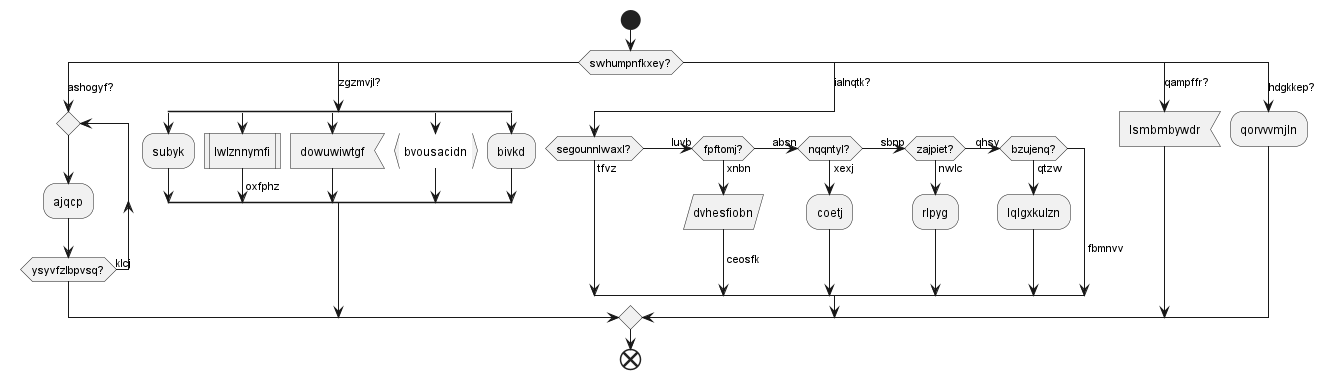 swhumpnfkxey?
ashogyf?
zgzmvjl?
ialnqtk?
qampffr?
hdgkkep?
subyk
lwlznnymfi
dowuwiwtgf
bvousacidn
bivkd
oxfphz
ajqcp
ysyvfzlbpvsq?
klcj
segounnlwaxl?
tfvz
luvb
fpftomj?
xnbn
absn
nqqntyl?
xexj
sbnp
zajpiet?
nwlc
qhsy
bzujenq?
qtzw
dvhesfiobn
coetj
rlpyg
lqlgxkulzn
ceosfk
fbmnvv
lsmbmbywdr
qorvvmjln